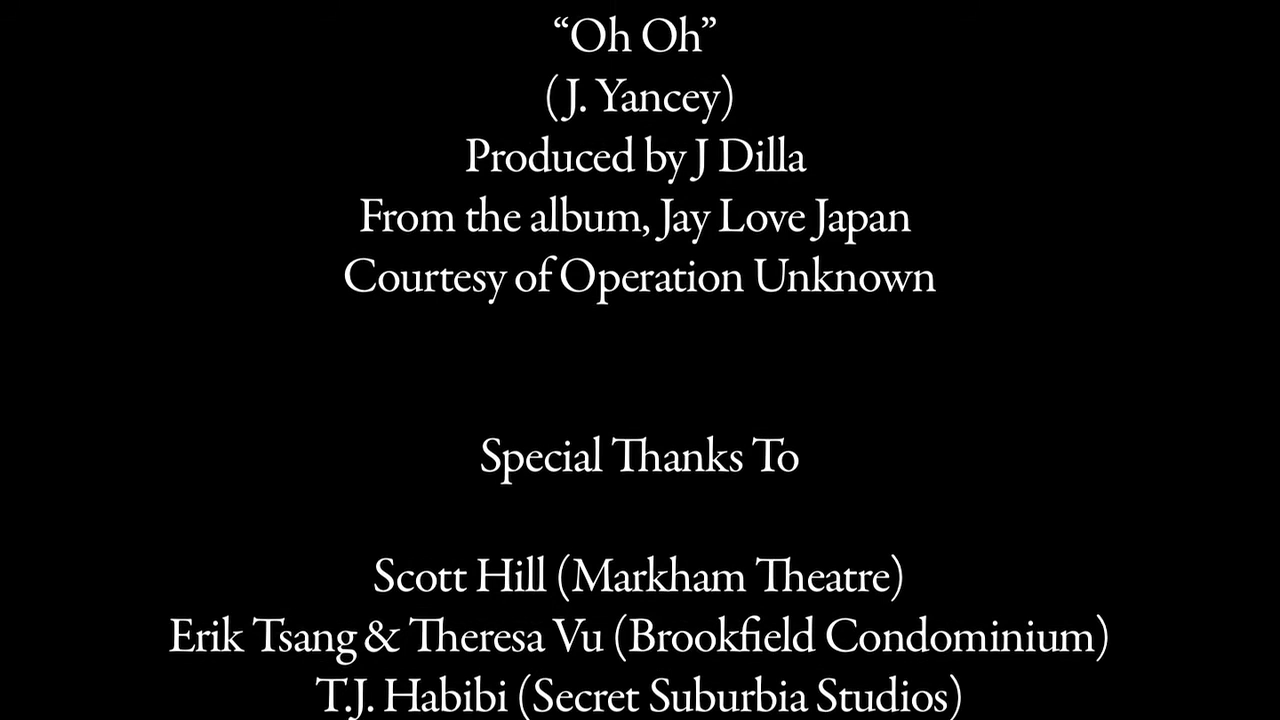 “Oh Oh”
(J. Yancey)
Produced by J Dilla
From the album, Jay Love Japan
Courtesy of Operation Unknown
Special Thanks To
Scott Hill (Markham Theatre)
Erik Tsang & Theresa Vu (Brookfield Condominium)
T.J. Habibi (Secret Suburbia Studios)